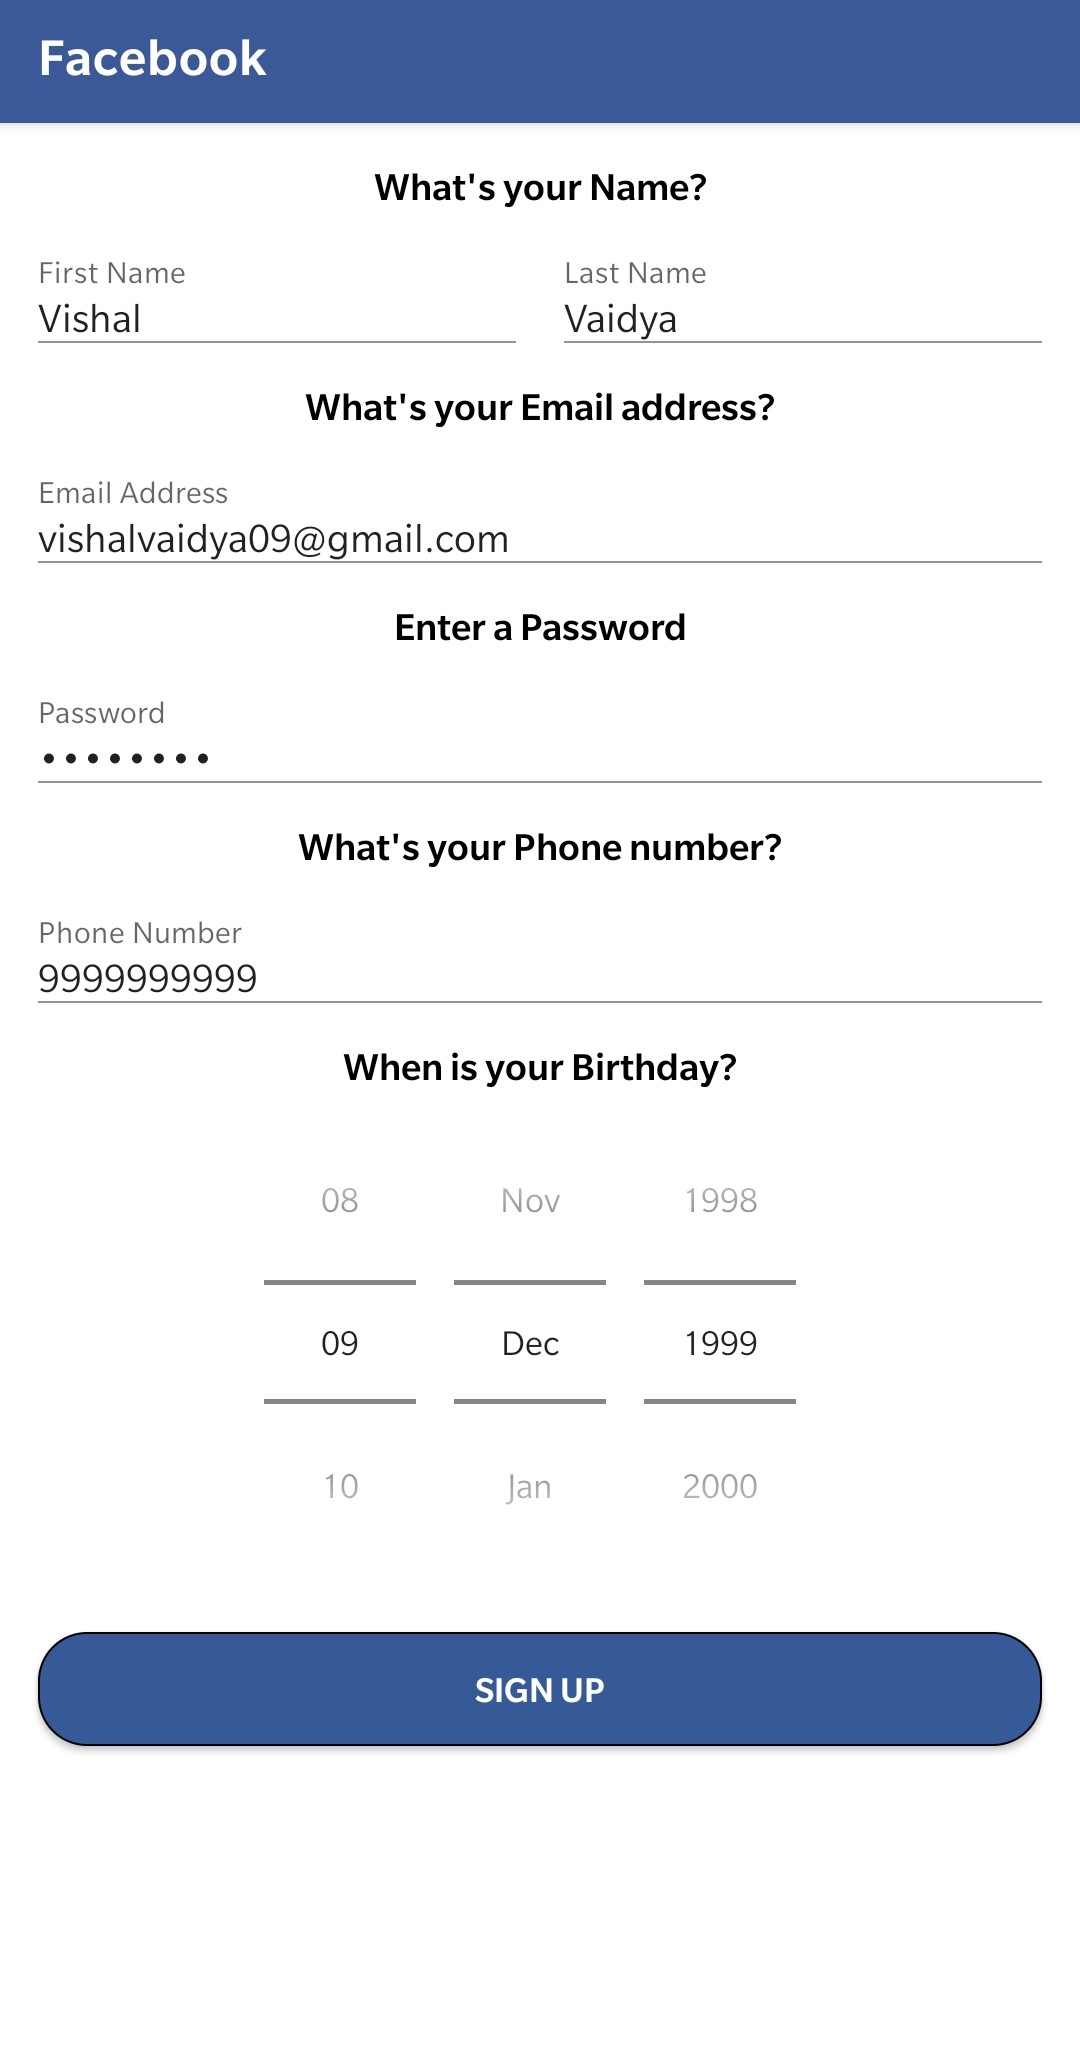 Facebook
What's your Name?
First Name Last Name
Vishal Vaidya
What's your Email address?
Email Address
vishalvaidya09@gmail.com
Enter a Password
Password
••••••••
What's your Phone number?
Phone Number
9999999999
When is your Birthday?
08 Nov 1998
09 Dec 1999
10 Jan 2000
SIGN UP